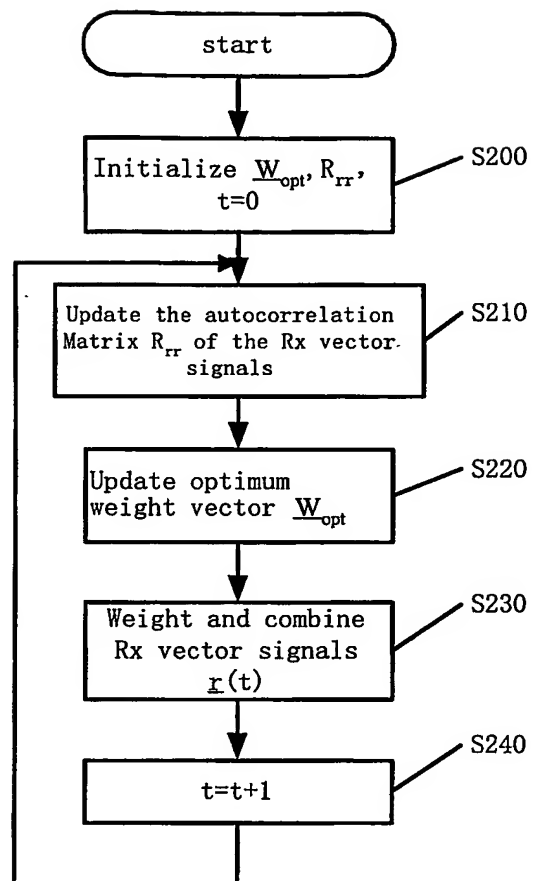 start
Initialize W_opt, R_rr,
t=0
S200
Update the autocorrelation
Matrix R_rr of the Rx vector
signals
S210
Update optimum
weight vector W_opt
S220
Weight and combine
Rx vector signals
r(t)
S230
t=t+1
S240